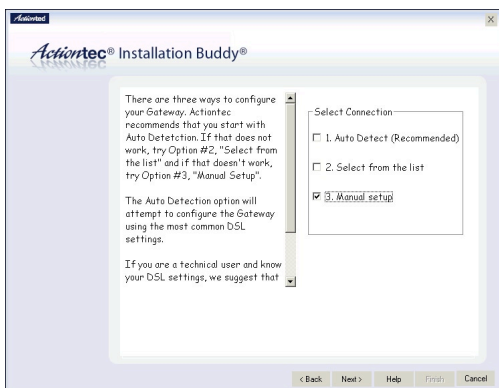 Actiontec
Actiontec® Installation Buddy®
There are three ways to configure
your Gateway. Actiontec
recommends that you start with
Auto Detetction. If that does not
work, try Option #2, "Select from
the list" and if that doesn't work,
try Option #3, "Manual Setup".
The Auto Detection option will
attempt to configure the Gateway
using the most common DSL
settings.
If you are a technical user and know
your DSL settings, we suggest that
Select Connection
1. Auto Detect (Recommended)
2. Select from the list
3. Manual setup
< Back Next > Help Finish Cancel